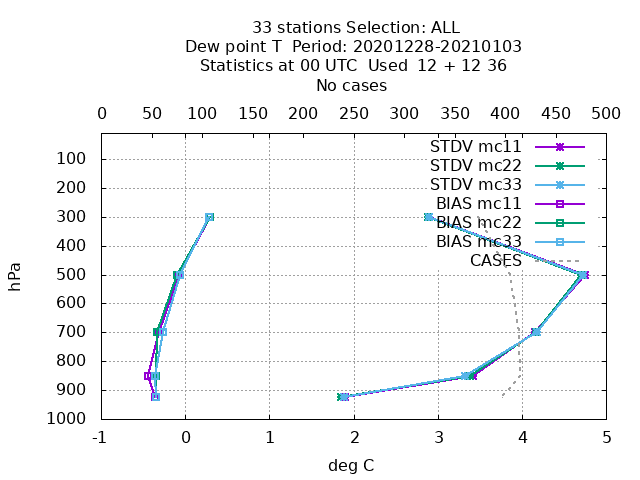 33 stations Selection: ALL
Dew point T  Period: 20201228-20210103
Statistics at 00 UTC  Used  12 + 12 36
No cases
0 50 100 150 200 250 300 350 400 450 500
STDV mc11
STDV mc22
STDV mc33
BIAS mc11
BIAS mc22
BIAS mc33
CASES
100
200
300
400
500
600
700
800
900
1000
hPa
-1 0 1 2 3 4 5
deg C